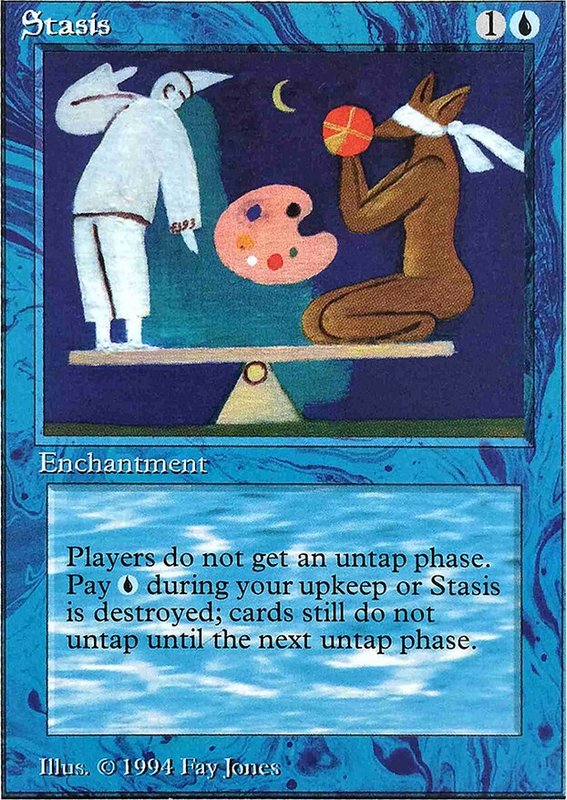 Stasis
1
Enchantment
Players do not get an untap phase.
Pay during your upkeep or Stasis
is destroyed; cards still do not
untap until the next untap phase.
Illus. © 1994 Fay Jones